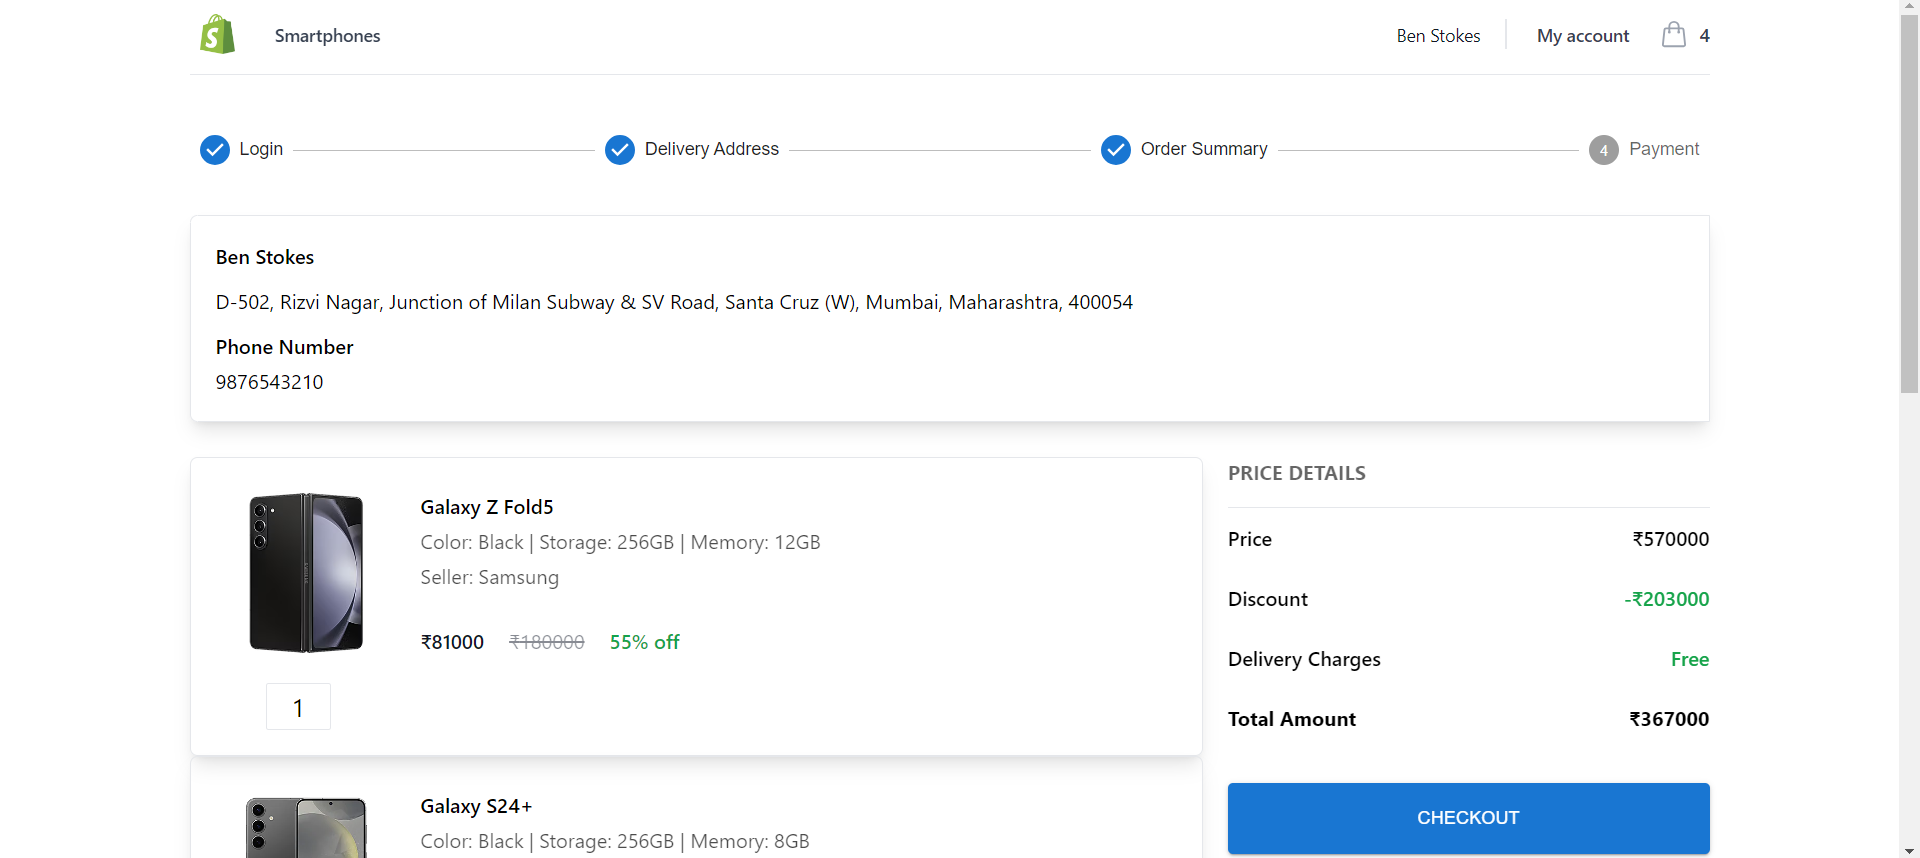 Smartphones
Ben Stokes
My account
4
Login
Delivery Address
Order Summary
4
Payment
Ben Stokes
D-502, Rizvi Nagar, Junction of Milan Subway & SV Road, Santa Cruz (W), Mumbai, Maharashtra, 400054
Phone Number
9876543210
Galaxy Z Fold5
Color: Black | Storage: 256GB | Memory: 12GB
Seller: Samsung
₹81000 ₹180000 55% off
1
Galaxy S24+
Color: Black | Storage: 256GB | Memory: 8GB
PRICE DETAILS
Price ₹570000
Discount -₹203000
Delivery Charges Free
Total Amount ₹367000
CHECKOUT